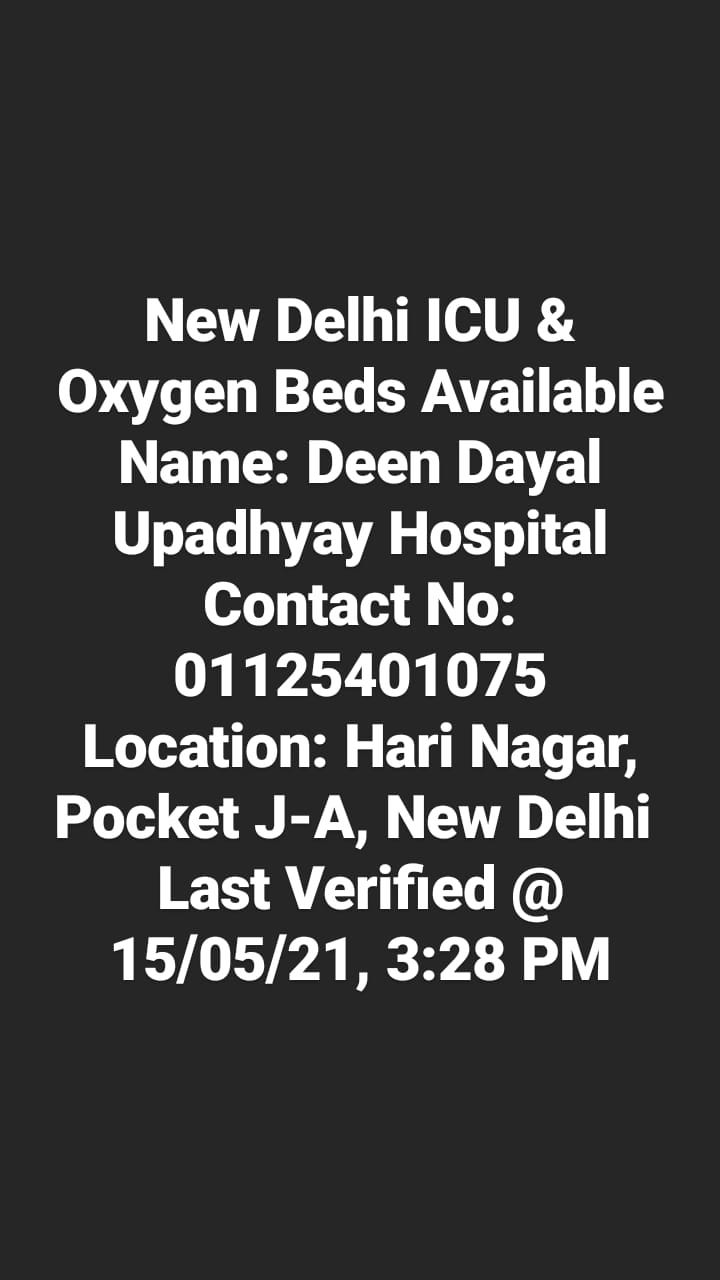 New Delhi ICU &
Oxygen Beds Available
Name: Deen Dayal
Upadhyay Hospital
Contact No:
01125401075
Location: Hari Nagar,
Pocket J-A, New Delhi
Last Verified @
15/05/21, 3:28 PM